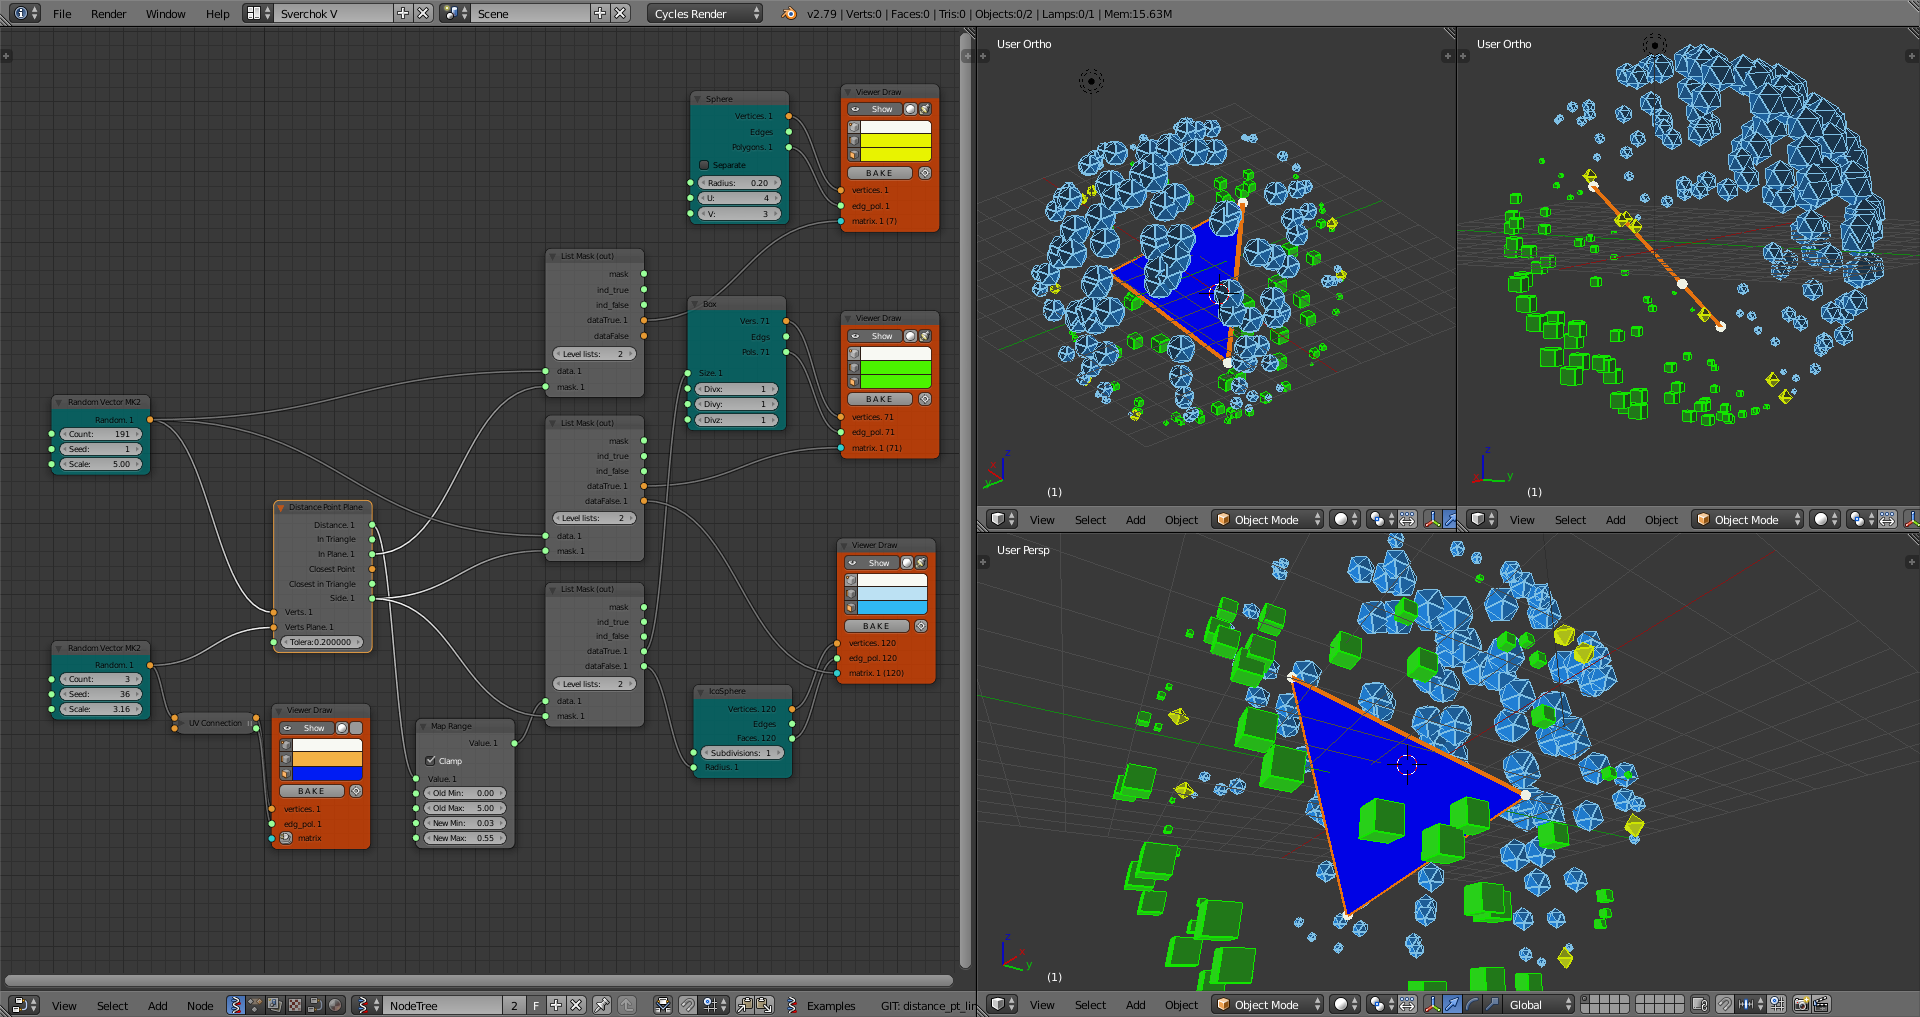 File Render Window Help Sverchok V Scene Cycles Render v2.79 | Verts:0 | Faces:0 | Tris:0 | Objects:0/2 | Lamps:0/1 | Mem:15.63M
Sphere
Vertices. 1
Edges
Polygons. 1
Separate
Radius: 0.20
U: 4
V: 3
Viewer Draw
Show
BAKE
vertices. 1
edg_pol. 1
matrix. 1 (7)
List Mask (out)
mask
ind_true
ind_false
dataTrue. 1
dataFalse
Level lists: 2
data. 1
mask. 1
Box
Vers. 71
Edgs
Pols. 71
Size. 1
Divx: 1
Divy: 1
Divz: 1
Viewer Draw
Show
BAKE
vertices. 71
edg_pol. 71
matrix. 1 (71)
Random Vector MK2
Random. 1
Count: 191
Seed: 1
Scale: 5.00
List Mask (out)
mask
ind_true
ind_false
dataTrue. 1
dataFalse. 1
Level lists: 2
data. 1
mask. 1
Distance Point Plane
Distance. 1
In Triangle
In Plane. 1
Closest Point
Closest in Triangle
Side. 1
Verts. 1
Verts Plane. 1
Tolera:0.200000
Viewer Draw
Show
BAKE
vertices. 120
edg_pol. 120
matrix. 1 (120)
List Mask (out)
mask
ind_true
ind_false
dataTrue. 1
dataFalse. 1
Level lists: 2
data. 1
mask. 1
Random Vector MK2
Random. 1
Count: 3
Seed: 36
Scale: 3.16
UV Connection
Viewer Draw
Show
BAKE
vertices. 1
edg_pol. 1
matrix
Map Range
Value. 1
Clamp
Value. 1
Old Min: 0.00
Old Max: 5.00
New Min: 0.03
New Max: 0.55
IcoSphere
Vertices. 120
Edges
Faces. 120
Subdivisions: 1
Radius. 1
View Select Add Node NodeTree 2 F Examples GIT: distance_pt_lin
User Ortho
z
y
(1)
View Select Add Object Object Mode
User Ortho
z
y
(1)
View Select Add Object Object Mode
User Persp
z
y
(1)
View Select Add Object Object Mode Global